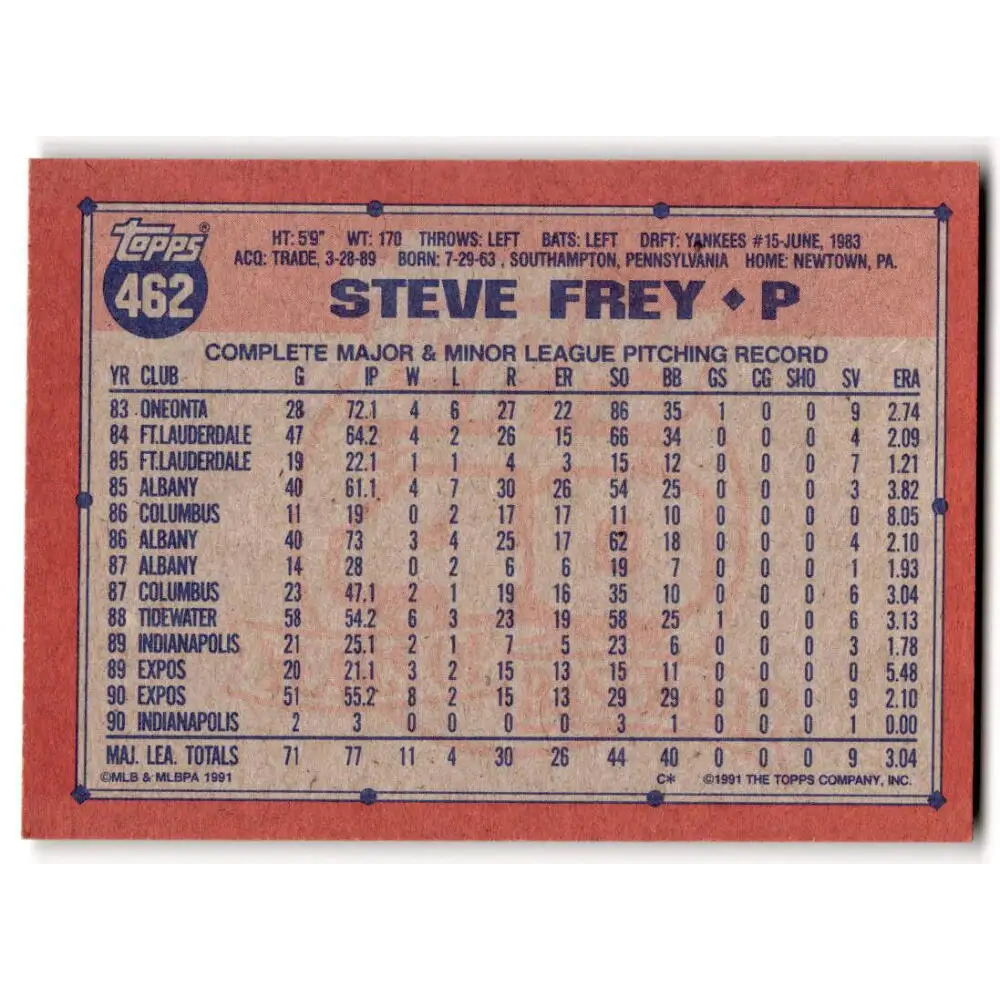 Topps®
462
HT: 5'9" WT: 170 THROWS: LEFT BATS: LEFT DRFT: YANKEES #15-JUNE, 1983
ACQ: TRADE, 3-28-89 BORN: 7-29-63, SOUTHAMPTON, PENNSYLVANIA HOME: NEWTOWN, PA.
STEVE FREY ◆ P
COMPLETE MAJOR & MINOR LEAGUE PITCHING RECORD
YR CLUB G IP W L R ER SO BB GS CG SHO SV ERA
83 ONEONTA 28 72.1 4 6 27 22 86 35 1 0 0 9 2.74
84 FT.LAUDERDALE 47 64.2 4 2 26 15 66 34 0 0 0 4 2.09
85 FT.LAUDERDALE 19 22.1 1 1 4 3 15 12 0 0 0 7 1.21
85 ALBANY 40 61.1 4 7 30 26 54 25 0 0 0 3 3.82
86 COLUMBUS 11 19 0 2 17 17 11 10 0 0 0 0 8.05
86 ALBANY 40 73 3 4 25 17 62 18 0 0 0 4 2.10
87 ALBANY 14 28 0 2 6 6 19 7 0 0 0 1 1.93
87 COLUMBUS 23 47.1 2 1 19 16 35 10 0 0 0 6 3.04
88 TIDEWATER 58 54.2 6 3 23 19 58 25 1 0 0 6 3.13
89 INDIANAPOLIS 21 25.1 2 1 7 5 23 6 0 0 0 3 1.78
89 EXPOS 20 21.1 3 2 15 13 15 11 0 0 0 0 5.48
90 EXPOS 51 55.2 8 2 15 13 29 29 0 0 0 9 2.10
90 INDIANAPOLIS 2 3 0 0 0 0 3 1 0 0 0 1 0.00
MAJ. LEA. TOTALS 71 77 11 4 30 26 44 40 0 0 0 9 3.04
©MLB & MLBPA 1991 C* ©1991 THE TOPPS COMPANY, INC.